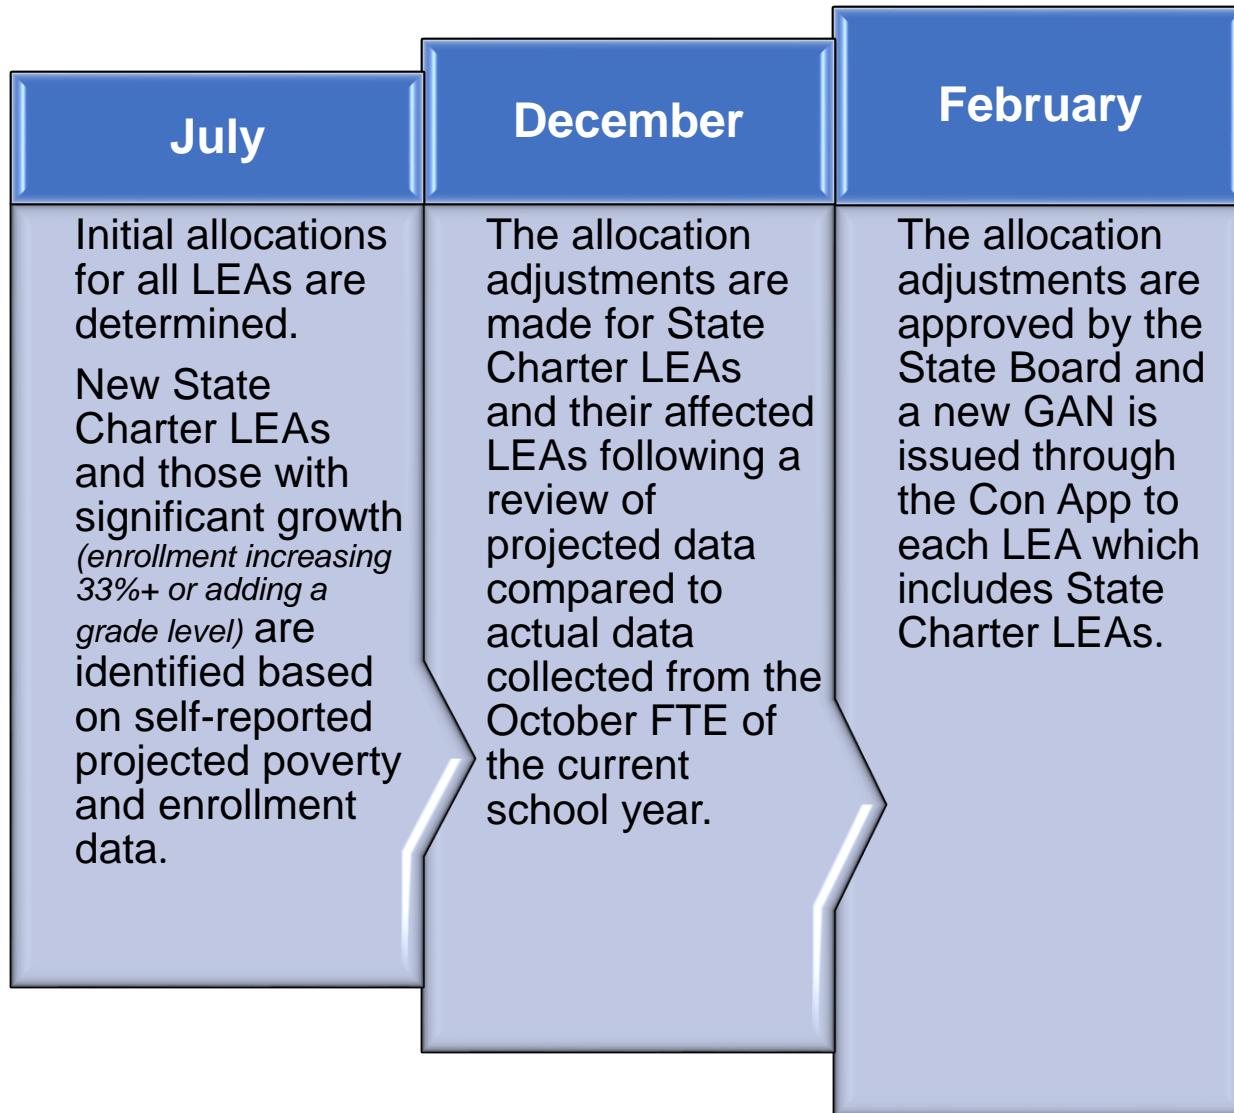 July
Initial allocations
for all LEAs are
determined.
New State
Charter LEAs
and those with
significant growth
(enrollment increasing
33%+ or adding a
grade level) are
identified based
on self-reported
projected poverty
and enrollment
data.
December
The allocation
adjustments are
made for State
Charter LEAs
and their affected
LEAs following a
review of
projected data
compared to
actual data
collected from the
October FTE of
the current
school year.
February
The allocation
adjustments are
approved by the
State Board and
a new GAN is
issued through
the Con App to
each LEA which
includes State
Charter LEAs.